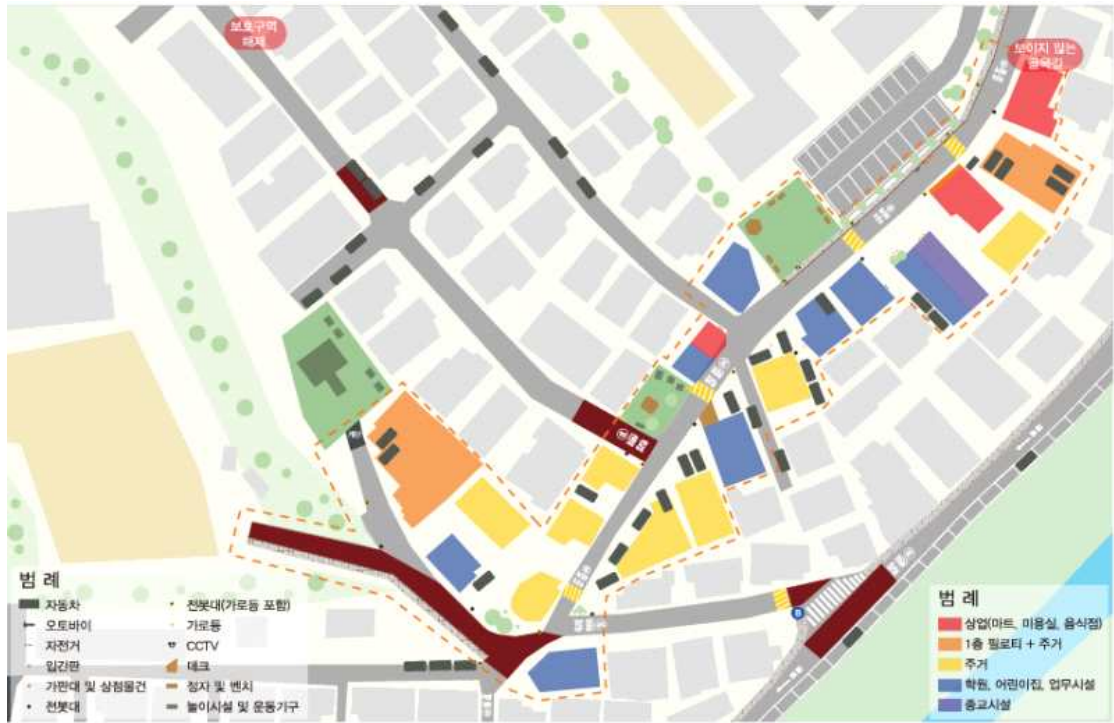 보호구역
해제
보이지 않는
골목길
범 례
자동차
오토바이
자전거
입간판
가판대 및 상점물건
전봇대
전봇대(가로등 포함)
가로등
CCTV
데크
정자 및 벤치
놀이시설 및 운동기구
범 례
상업(마트, 미용실, 음식점)
1층 필로티 + 주거
주거
학원, 어린이집, 업무시설
종교시설